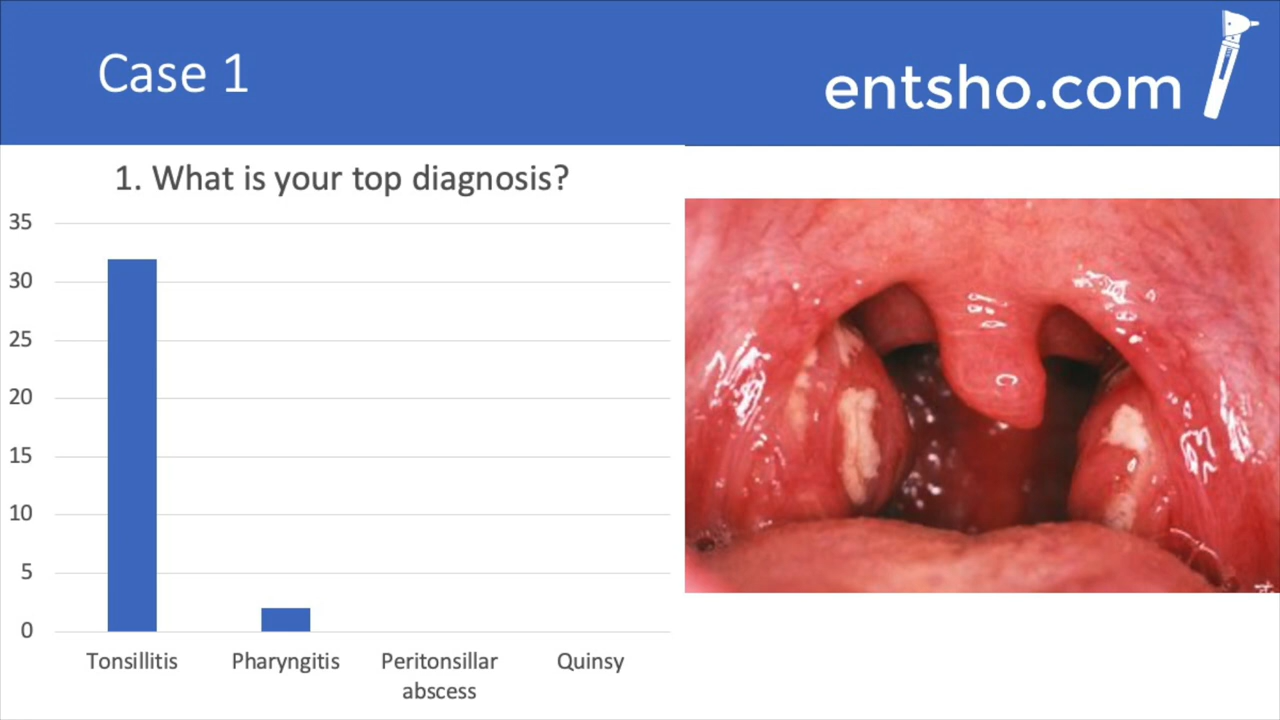 Case 1
entsho.com
1. What is your top diagnosis?
35
30
25
20
15
10
5
0
Tonsillitis
Pharyngitis
Peritonsillar
abscess
Quinsy